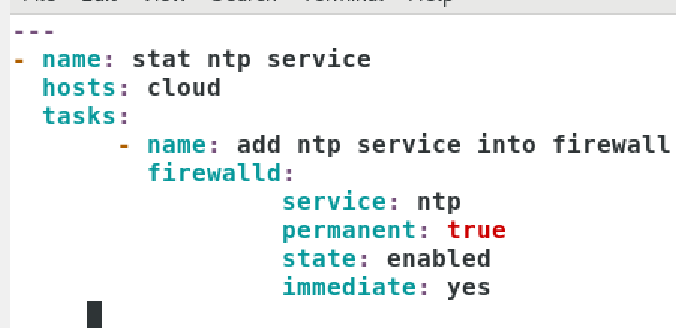 ---
- name: stat ntp service
  hosts: cloud
  tasks:
       - name: add ntp service into firewall
         firewalld:
                  service: ntp
                  permanent: true
                  state: enabled
                  immediate: yes